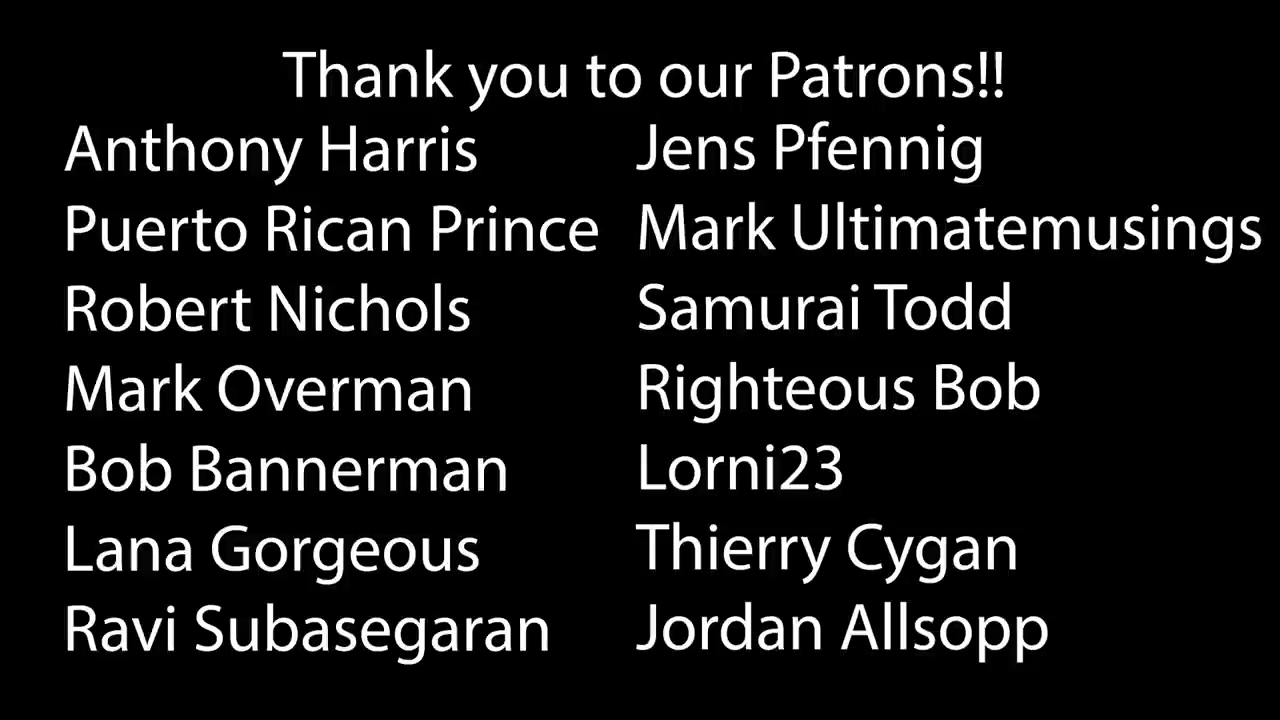 Thank you to our Patrons!!
Anthony Harris
Puerto Rican Prince
Robert Nichols
Mark Overman
Bob Bannerman
Lana Gorgeous
Ravi Subasegaran
Jens Pfennig
Mark Ultimatemusings
Samurai Todd
Righteous Bob
Lorni23
Thierry Cygan
Jordan Allsopp